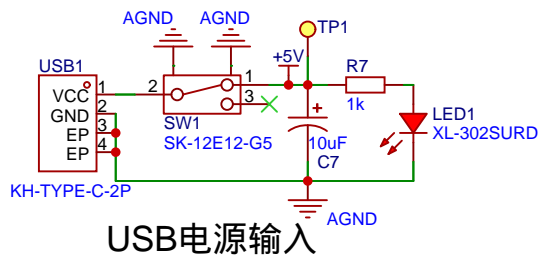 AGND
AGND
TP1
USB1
+5V
R7
VCC 1
2
1
GND 2
3
1k
LED1
EP 3
SW1
10uF
XL-302SURD
EP 4
SK-12E12-G5
C7
KH-TYPE-C-2P
AGND
USB电源输入